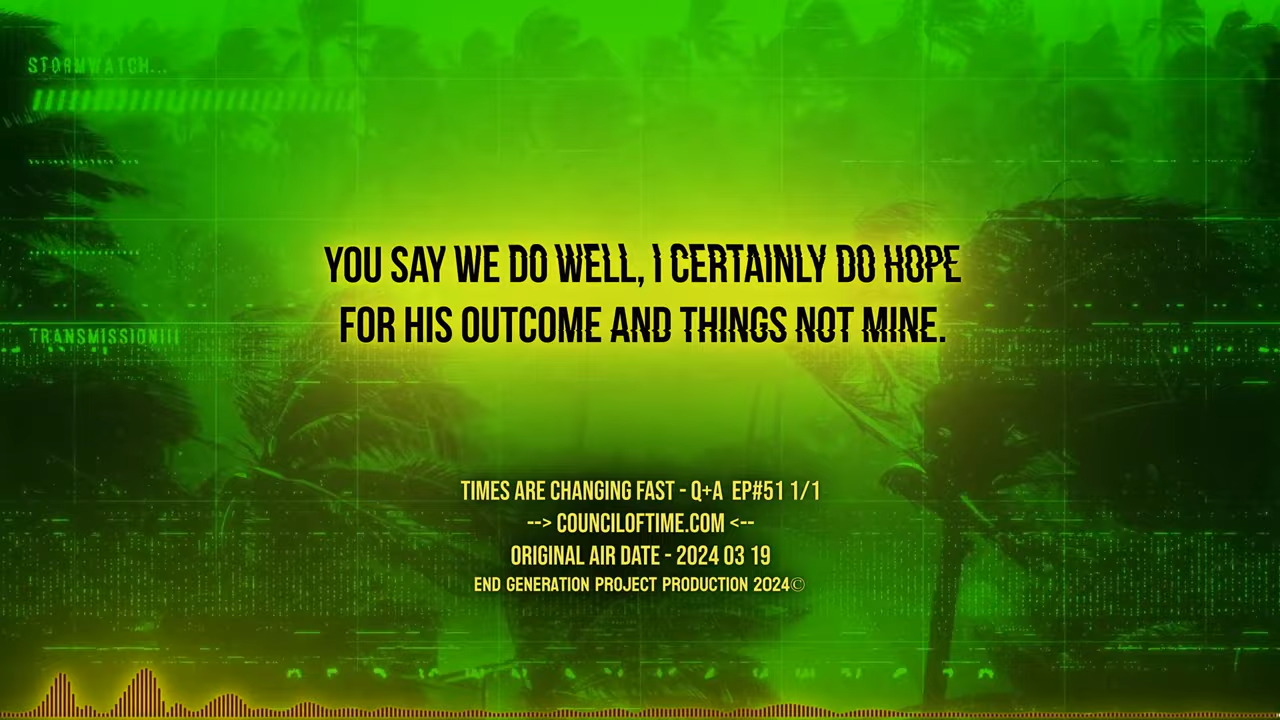 STORMWATCH...
YOU SAY WE DO WELL, I CERTAINLY DO HOPE
FOR HIS OUTCOME AND THINGS NOT MINE.
TRANSMISSION!!!
TIMES ARE CHANGING FAST - Q+A EP#51 1/1
--> COUNCILOFTIME.COM <--
ORIGINAL AIR DATE - 2024 03 19
END GENERATION PROJECT PRODUCTION 2024©